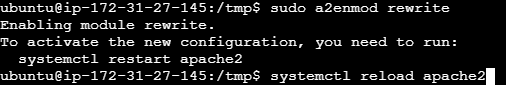 ubuntu@ip-172-31-27-145:/tmp$ sudo a2enmod rewrite
Enabling module rewrite.
To activate the new configuration, you need to run:
  systemctl restart apache2
ubuntu@ip-172-31-27-145:/tmp$ systemctl reload apache2